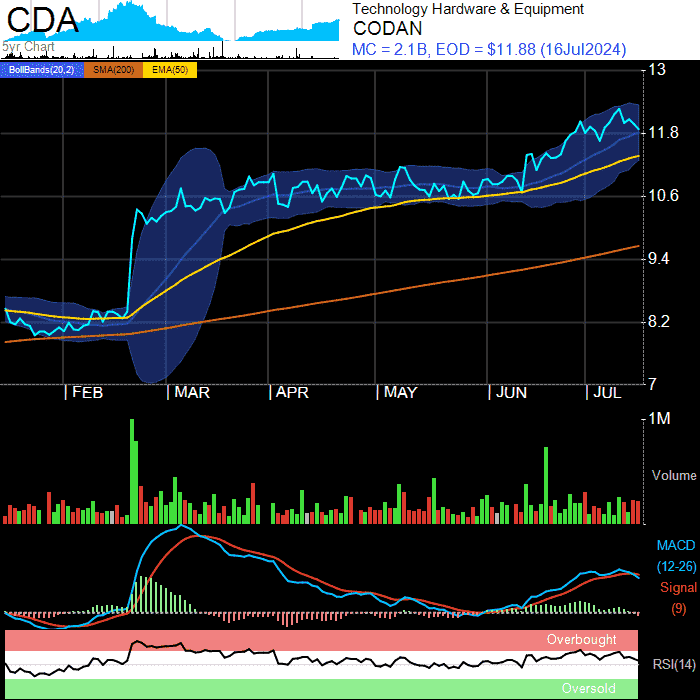 CDA
5yr Chart
Technology Hardware & Equipment
CODAN
MC = 2.1B, EOD = $11.88 (16Jul2024)
BollBands(20,2) SMA(200) EMA(50)
13
11.8
10.6
9.4
8.2
7
FEB MAR APR MAY JUN JUL
1M
Volume
MACD
(12-26)
Signal
(9)
Overbought
RSI(14)
Oversold